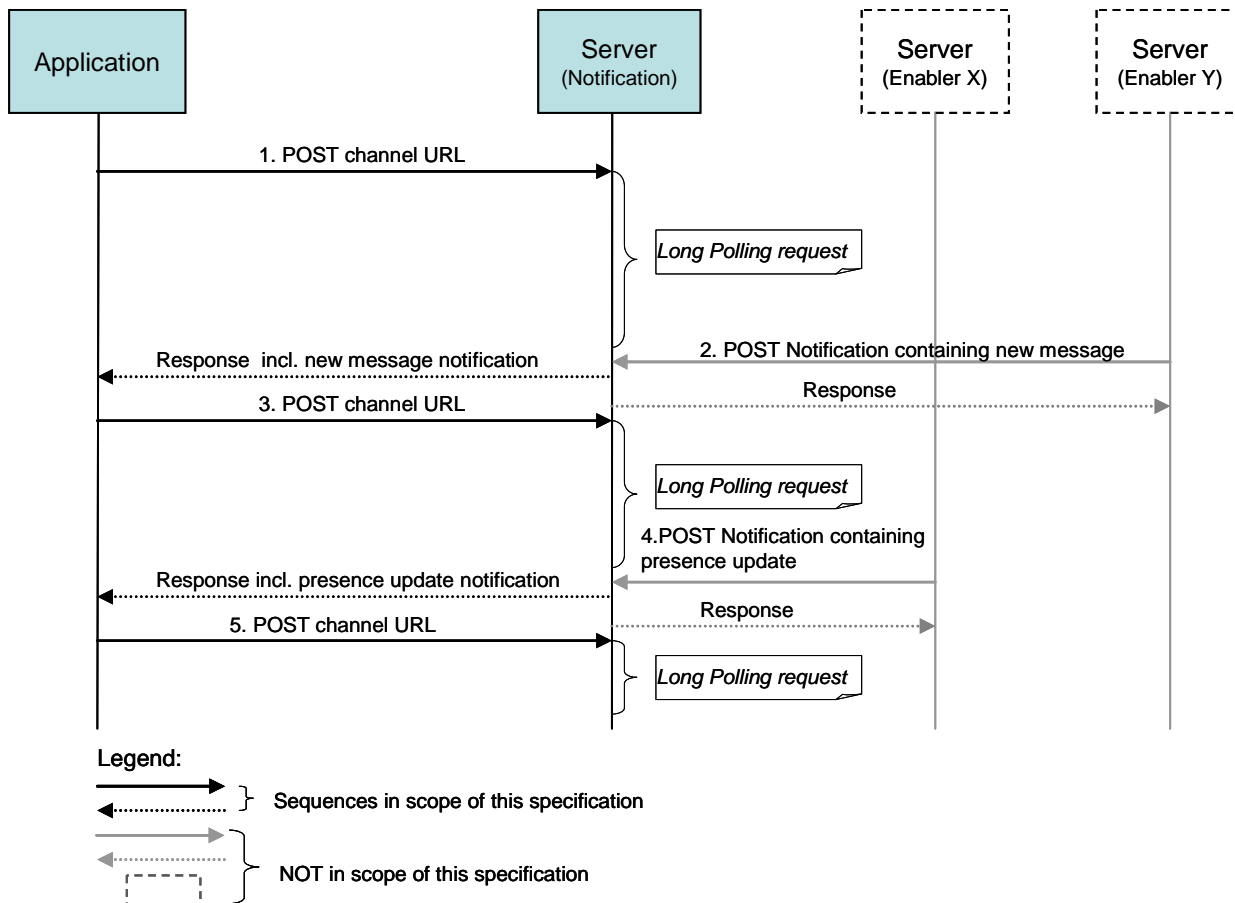 Application
Server
(Notification)
Server
(Enabler X)
Server
(Enabler Y)
1. POST channel URL
Long Polling request
2. POST Notification containing new message
Response incl. new message notification
Response
3. POST channel URL
Long Polling request
4.POST Notification containing
presence update
Response incl. presence update notification
Response
5. POST channel URL
Long Polling request
Legend:
Sequences in scope of this specification
NOT in scope of this specification